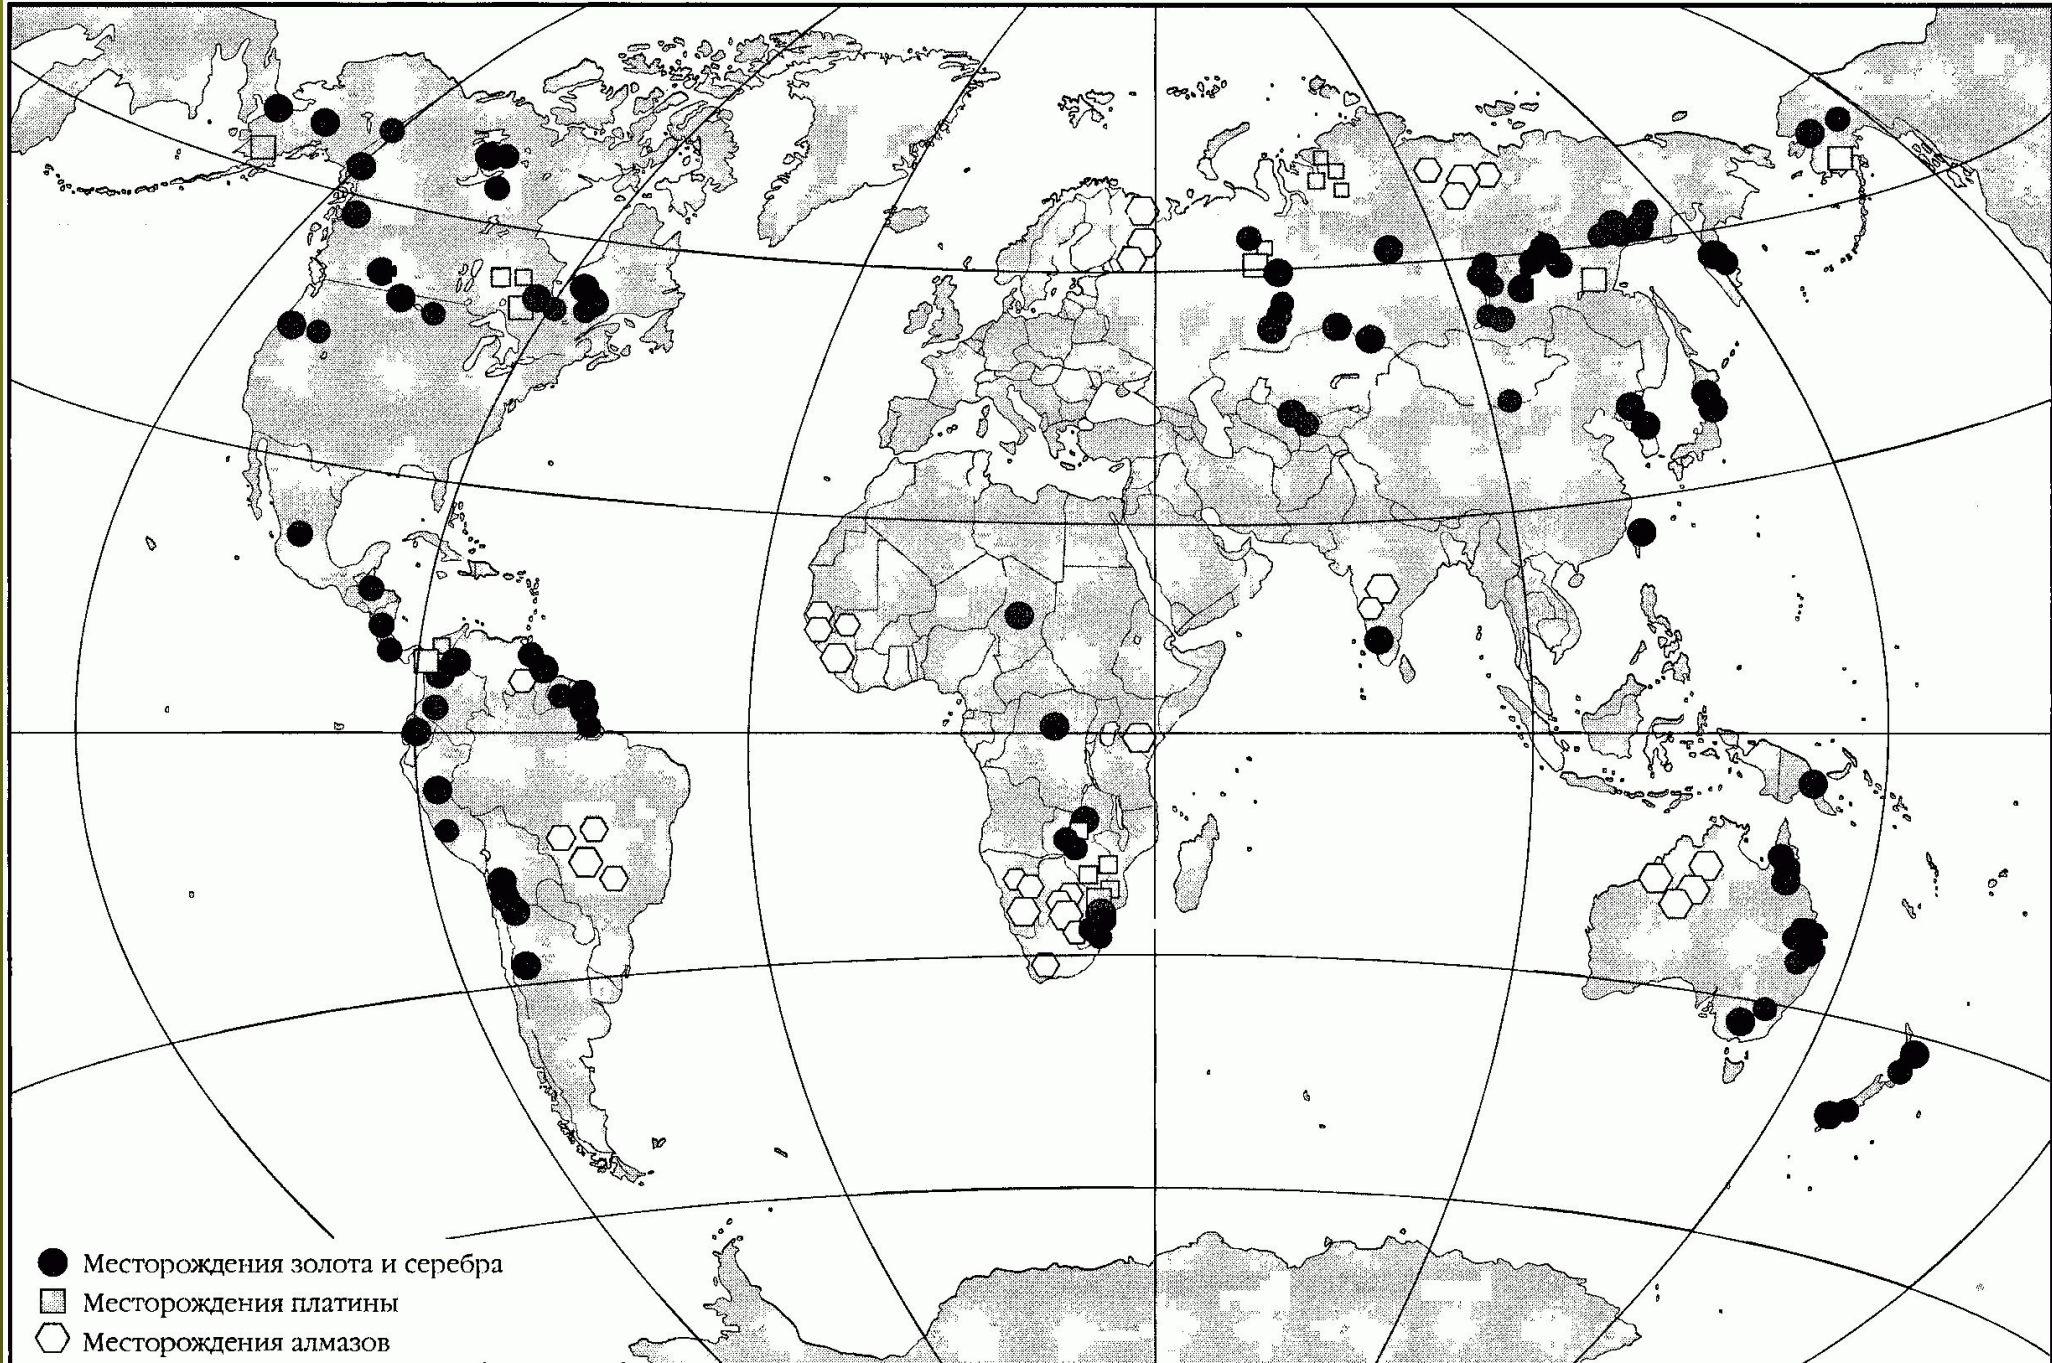 Месторождения золота и серебра
Месторождения платины
Месторождения алмазов